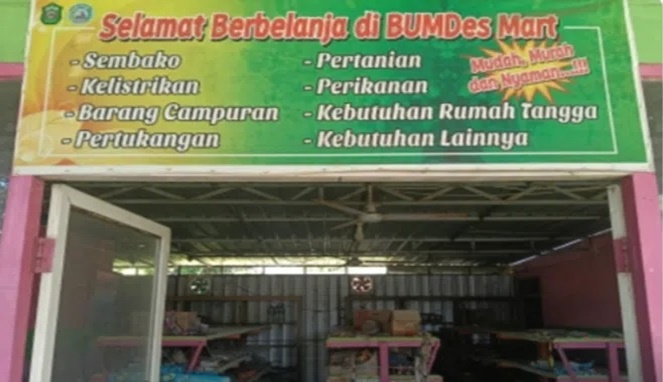 Selamat Berbelanja di BUMDes Mart
- Sembako
- Kelistrikan
- Barang Campuran
- Pertukangan
- Pertanian
- Perikanan
- Kebutuhan Rumah Tangga
- Kebutuhan Lainnya
Mudah, Murah
dan Nyaman...!!!